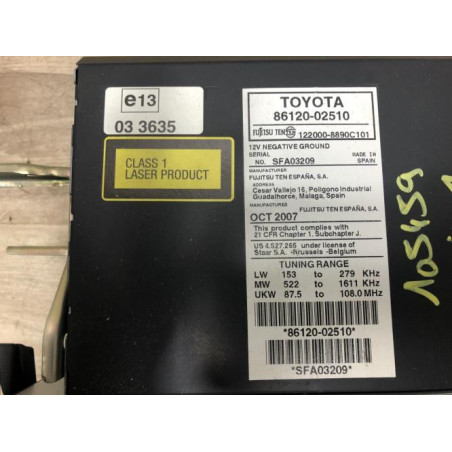 e13
03 3635
CLASS 1
LASER PRODUCT
TOYOTA
86120-02510
FUJITSU TEN 122000-8890C101
12V NEGATIVE GROUND
SERIAL MADE IN
NO. SFA03209 SPAIN
MANUFACTURER
FUJITSU TEN ESPAÑA, S.A.
ADDRESS
Cesar Vallejo 16, Poligono Industrial
Guadalhorce, Malaga, Spain
MANUFACTURED FUJITSU TEN ESPAÑA, S.A.
OCT 2007
This product complies with
21 CFR Chapter 1. Subchapter J.
US 4,527,265 under license of
Staar S.A. -Brussels -Belgium
TUNING RANGE
LW 153 to 279 KHz
MW 522 to 1611 KHz
UKW 87.5 to 108.0 MHz
*86120-02510*
*SFA03209*
105459